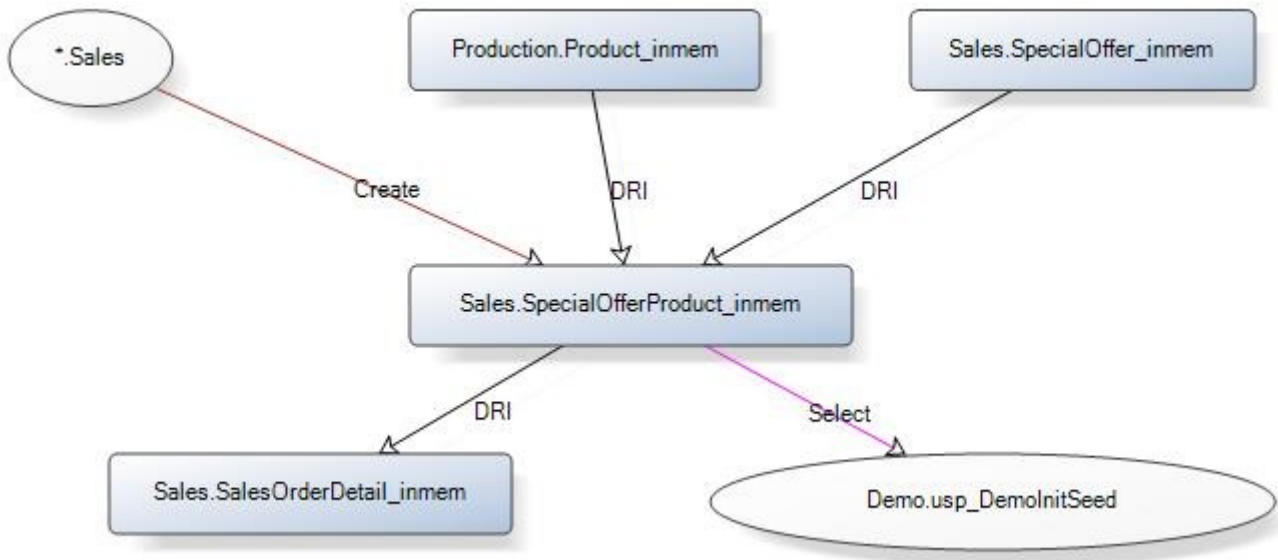 *.Sales
Production.Product_inmem
Sales.SpecialOffer_inmem
Create
DRI
DRI
Sales.SpecialOfferProduct_inmem
DRI
Select
Sales.SalesOrderDetail_inmem
Demo.usp_DemoInitSeed